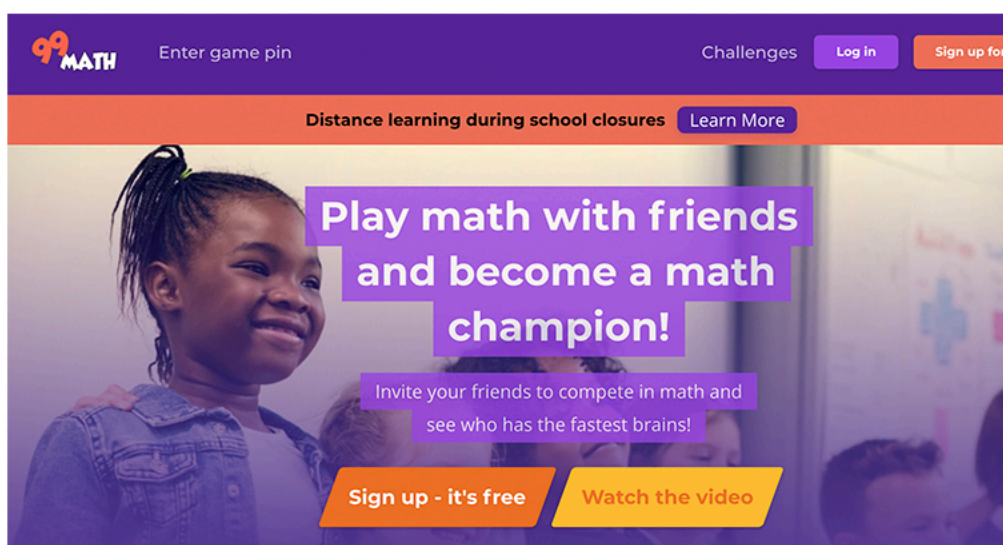 99MATH
Enter game pin
Challenges
Log in
Sign up for
Distance learning during school closures
Learn More
Play math with friends
and become a math
champion!
Invite your friends to compete in math and
see who has the fastest brains!
Sign up - it's free
Watch the video